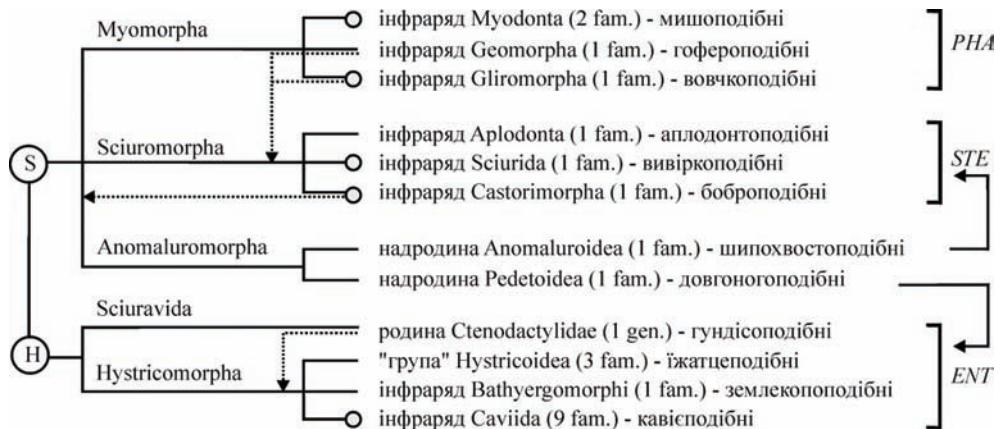 Myomorpha
інфраряд Myodonta (2 fam.) - мишоподібні
інфраряд Geomorpha (1 fam.) - гофероподібні
інфраряд Gliromorpha (1 fam.) - вовчкоподібні
PHA
S
Sciuromorpha
інфраряд Aplodonta (1 fam.) - аплодонтоподібні
інфраряд Sciurida (1 fam.) - вивіркоподібні
інфраряд Castorimorpha (1 fam.) - боброподібні
STE
Anomaluromorpha
надродина Anomaluroidea (1 fam.) - шипохвостоподібні
надродина Pedetoidea (1 fam.) - довгоногоподібні
H
Sciuravida
родина Ctenodactylidae (1 gen.) - гундісоподібні
Hystricomorpha
"група" Hystricoidea (3 fam.) - їжатцеподібні
інфраряд Bathyergomorphi (1 fam.) - землекопоподібні
інфраряд Caviida (9 fam.) - кавієподібні
ENT